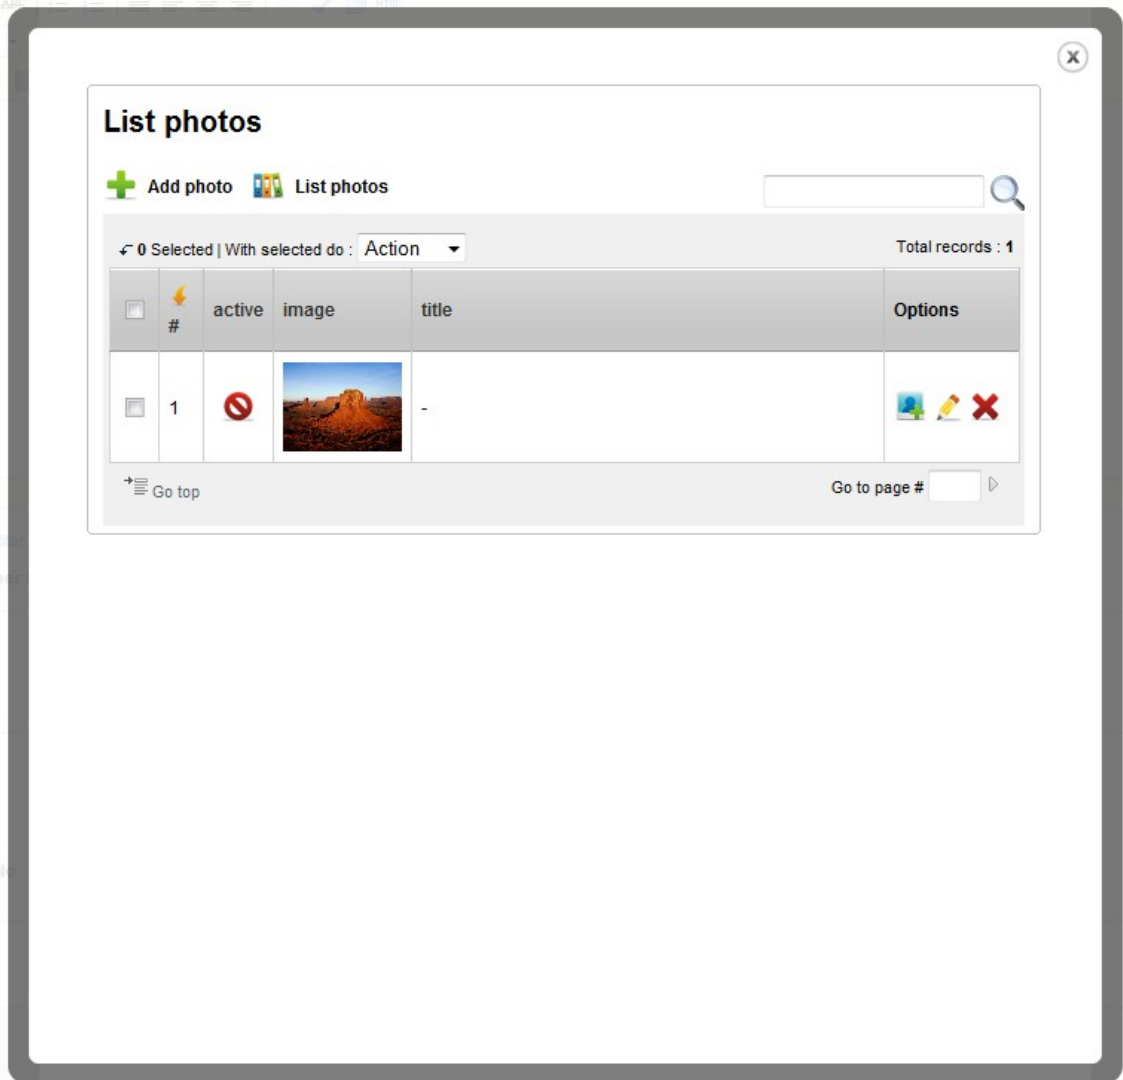 List photos
Add photo List photos
0 Selected | With selected do : Action Total records : 1
# active image title Options
1 -
Go top Go to page #